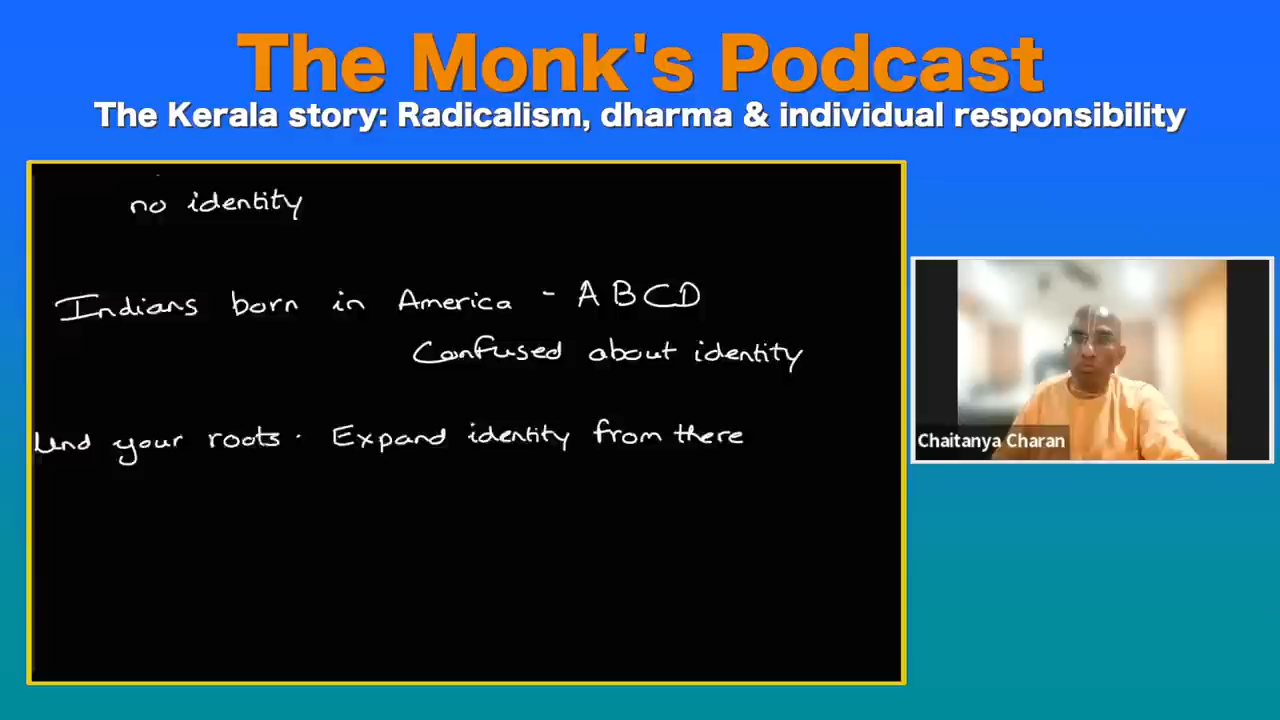 The Monk's Podcast
The Kerala story: Radicalism, dharma & individual responsibility
no identity
Indians born in America - A B C D
Confused about identity
Und your roots. Expand identity from there
Chaitanya Charan